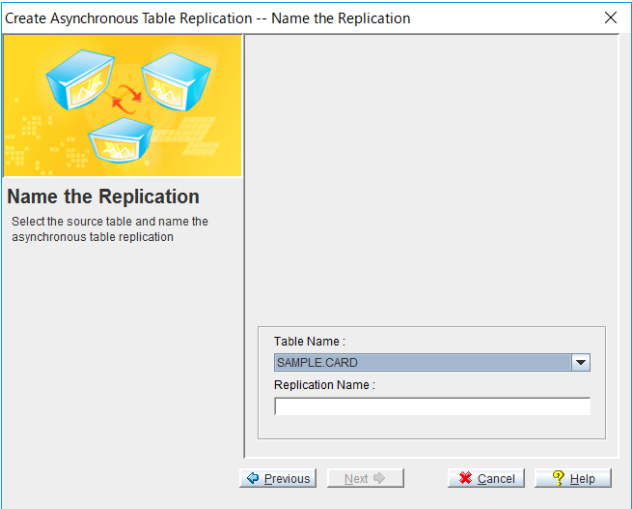 Create Asynchronous Table Replication -- Name the Replication
Name the Replication
Select the source table and name the
asynchronous table replication
Table Name :
SAMPLE.CARD
Replication Name :
Previous
Next
Cancel
Help